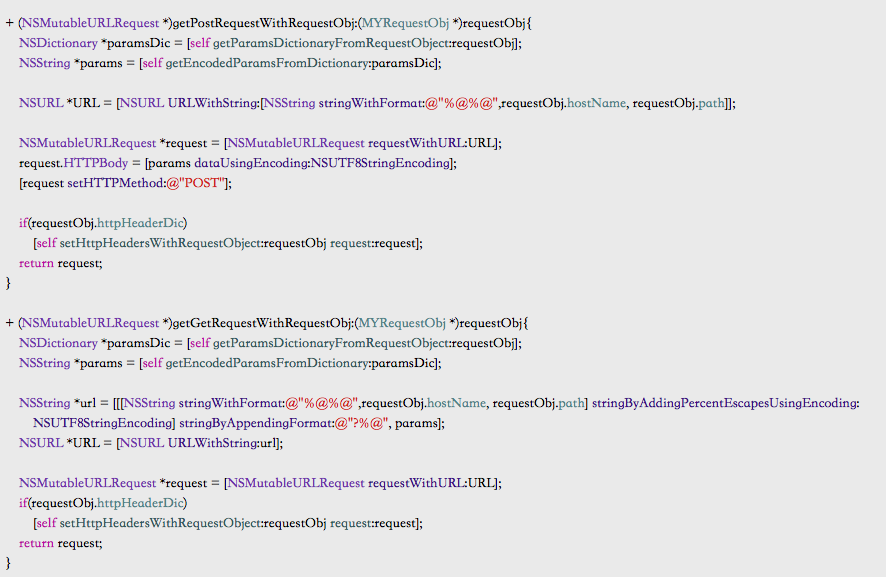 + (NSMutableURLRequest *)getPostRequestWithRequestObj:(MYRequestObj *)requestObj{
NSDictionary *paramsDic = [self getParamsDictionaryFromRequestObject:requestObj];
NSString *params = [self getEncodedParamsFromDictionary:paramsDic];
NSURL *URL = [NSURL URLWithString:[NSString stringWithFormat:@"%@%@",requestObj.hostName, requestObj.path]];
NSMutableURLRequest *request = [NSMutableURLRequest requestWithURL:URL];
request.HTTPBody = [params dataUsingEncoding:NSUTF8StringEncoding];
[request setHTTPMethod:@"POST"];
if(requestObj.httpHeaderDic)
[self setHttpHeadersWithRequestObject:requestObj request:request];
return request;
}
+ (NSMutableURLRequest *)getGetRequestWithRequestObj:(MYRequestObj *)requestObj{
NSDictionary *paramsDic = [self getParamsDictionaryFromRequestObject:requestObj];
NSString *params = [self getEncodedParamsFromDictionary:paramsDic];
NSString *url = [[[NSString stringWithFormat:@"%@%@",requestObj.hostName, requestObj.path] stringByAddingPercentEscapesUsingEncoding:
NSUTF8StringEncoding] stringByAppendingFormat:@"?%@", params];
NSURL *URL = [NSURL URLWithString:url];
NSMutableURLRequest *request = [NSMutableURLRequest requestWithURL:URL];
if(requestObj.httpHeaderDic)
[self setHttpHeadersWithRequestObject:requestObj request:request];
return request;
}